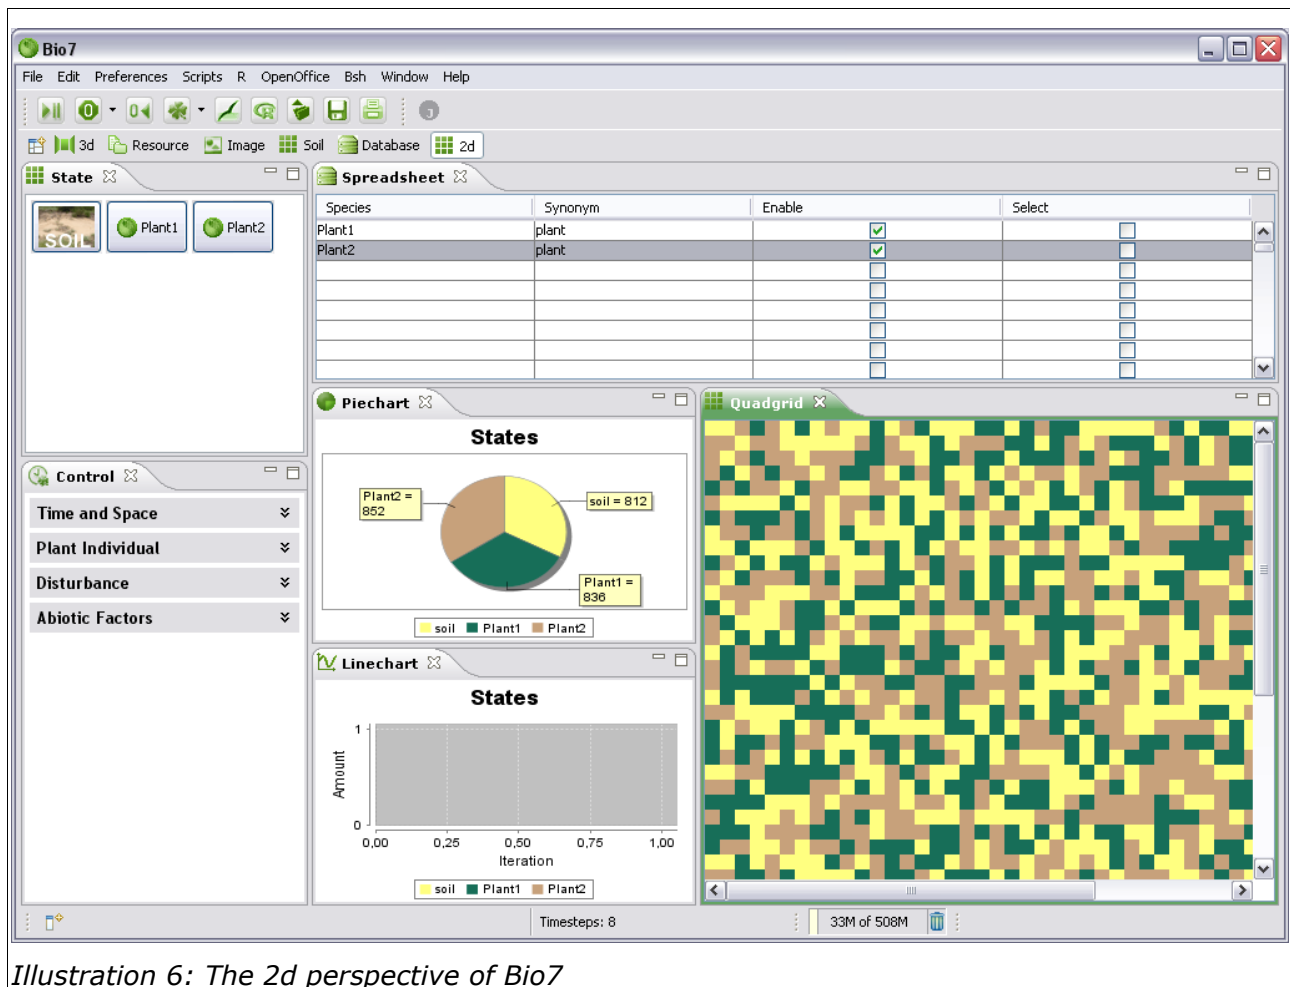 Bio7
File Edit Preferences Scripts R OpenOffice Bsh Window Help
3d Resource Image Soil Database 2d
State
SOIL Plant1 Plant2
Spreadsheet
Species Synonym Enable Select
Plant1 plant
Plant2 plant
Control
Time and Space
Plant Individual
Disturbance
Abiotic Factors
Piechart
States
Plant2 =
852
soil = 812
Plant1 =
836
soil Plant1 Plant2
Linechart
States
Amount
1
0
0,00 0,25 0,50 0,75 1,00
Iteration
soil Plant1 Plant2
Quadgrid
Timesteps: 8
33M of 508M
Illustration 6: The 2d perspective of Bio7